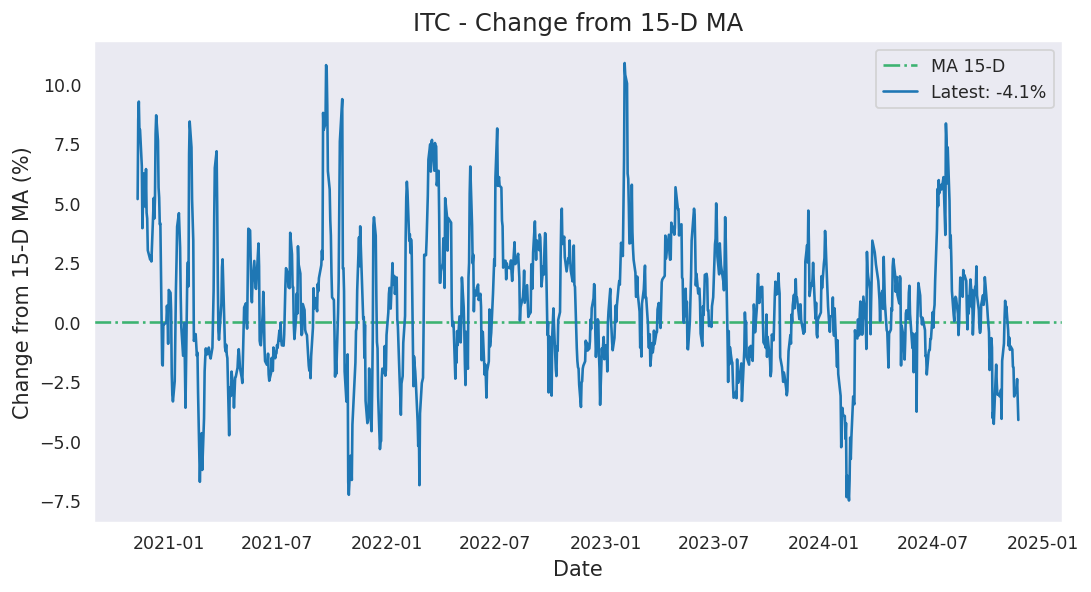 ITC - Change from 15-D MA
MA 15-D
Latest: -4.1%
Change from 15-D MA (%)
10.0
7.5
5.0
2.5
0.0
−2.5
−5.0
−7.5
2021-01 2021-07 2022-01 2022-07 2023-01 2023-07 2024-01 2024-07 2025-01
Date